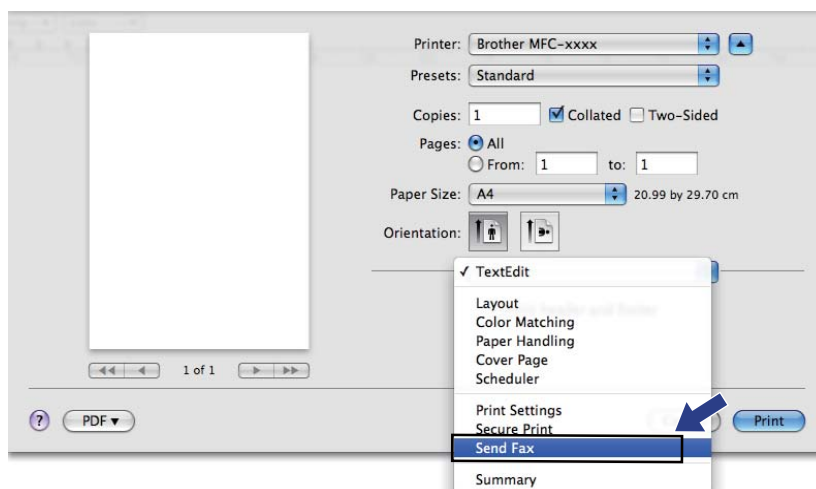 Printer: Brother MFC-xxxx
Presets: Standard
Copies: 1 Collated Two-Sided
Pages: All
From: 1 to: 1
Paper Size: A4 20.99 by 29.70 cm
Orientation:
✓ TextEdit
Layout
Color Matching
Paper Handling
Cover Page
Scheduler
1 of 1
Print Settings
Secure Print
Send Fax
Summary
? PDF ▼ Print